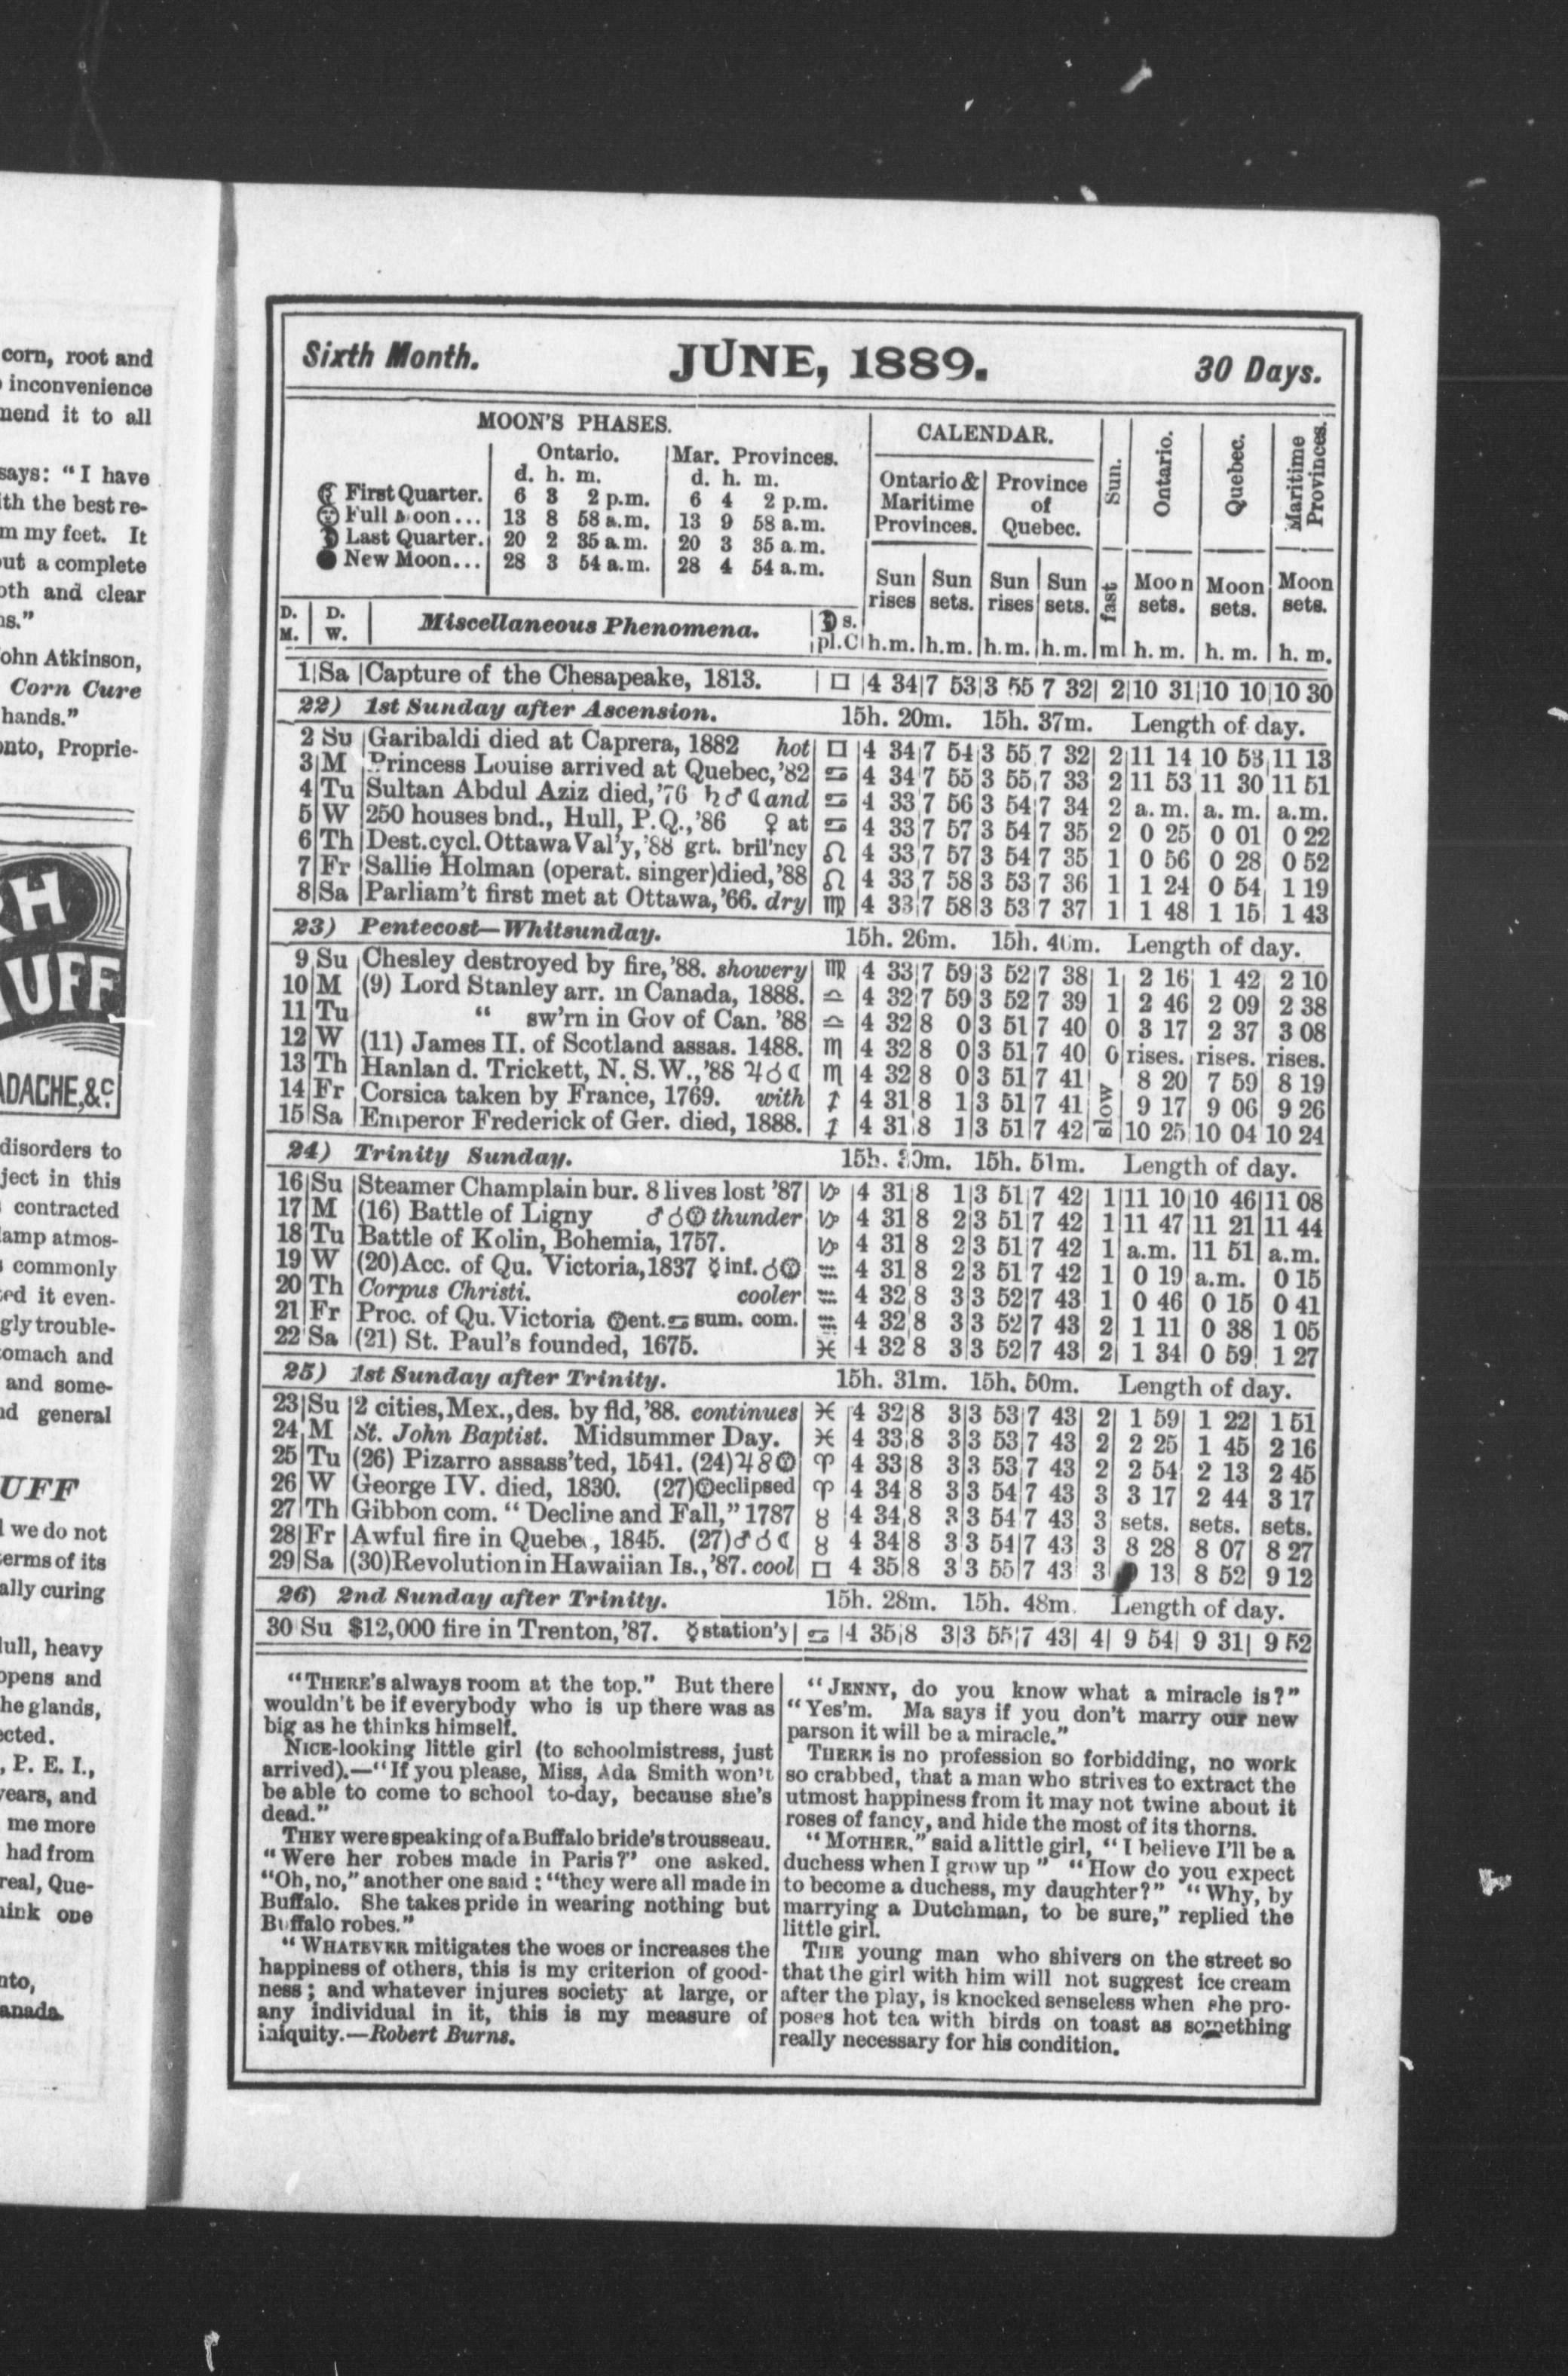 corn, root and
inconvenience
mend it to all
says: "I have
ith the best re-
m my feet. It
out a complete
oth and clear
ns."
ohn Atkinson,
Corn Cure
hands."
onto, Proprie-
RH
UFF
ADACHE,&c
disorders to
ject in this
contracted
amp atmos-
commonly
ted it even-
gly trouble-
omach and
and some-
nd general
UFF
l we do not
erms of its
ally curing
ull, heavy
opens and
he glands,
ected.
, P. E. I.,
years, and
me more
had from
real, Que-
hink one
nto,
anada.
Sixth Month. JUNE, 1889. 30 Days.
MOON'S PHASES.
Ontario. Mar. Provinces.
d. h. m. d. h. m.
First Quarter. 6 3 2 p.m. 6 4 2 p.m.
Full Moon... 13 8 58 a.m. 13 9 58 a.m.
Last Quarter. 20 2 35 a.m. 20 3 35 a.m.
New Moon... 28 3 54 a.m. 28 4 54 a.m.
CALENDAR.
Ontario & Maritime Provinces.
Province of Quebec.
Sun. fast
Ontario.
Quebec.
Maritime Provinces.
Sun rises Sun sets. Sun rises Sun sets. Moon sets. Moon sets. Moon sets.
D. M. D. W. Miscellaneous Phenomena. ☽s. pl.C h.m. h.m. h.m. h.m. m h. m. h. m. h. m.
1 Sa Capture of the Chesapeake, 1813. □ 4 34 7 53 3 55 7 32 2 10 31 10 10 10 30
22) 1st Sunday after Ascension. 15h. 20m. 15h. 37m. Length of day.
2 Su Garibaldi died at Caprera, 1882 hot □ 4 34 7 54 3 55 7 32 2 11 14 10 53 11 13
3 M Princess Louise arrived at Quebec, '82 ♋ 4 34 7 55 3 55 7 33 2 11 53 11 30 11 51
4 Tu Sultan Abdul Aziz died, '76 ♄♂☾ and ♋ 4 33 7 56 3 54 7 34 2 a. m. a. m. a.m.
5 W 250 houses bnd., Hull, P.Q., '86 ♀ at ♋ 4 33 7 57 3 54 7 35 2 0 25 0 01 0 22
6 Th Dest. cycl. Ottawa Val'y, '88 grt. bril'ncy ♌ 4 33 7 57 3 54 7 35 1 0 56 0 28 0 52
7 Fr Sallie Holman (operat. singer) died, '88 ♌ 4 33 7 58 3 53 7 36 1 1 24 0 54 1 19
8 Sa Parliam't first met at Ottawa, '66. dry ♍ 4 33 7 58 3 53 7 37 1 1 48 1 15 1 43
23) Pentecost—Whitsunday. 15h. 26m. 15h. 46m. Length of day.
9 Su Chesley destroyed by fire, '88. showery ♍ 4 33 7 59 3 52 7 38 1 2 16 1 42 2 10
10 M (9) Lord Stanley arr. in Canada, 1888. ♎ 4 32 7 59 3 52 7 39 1 2 46 2 09 2 38
11 Tu " sw'rn in Gov of Can. '88 ♎ 4 32 8 0 3 51 7 40 0 3 17 2 37 3 08
12 W (11) James II. of Scotland assas. 1488. ♏ 4 32 8 0 3 51 7 40 0 rises. rises. rises.
13 Th Hanlan d. Trickett, N. S. W., '88 ♃☌☾ ♏ 4 32 8 0 3 51 7 41 slow 8 20 7 59 8 19
14 Fr Corsica taken by France, 1769. with ♐ 4 31 8 1 3 51 7 41 9 17 9 06 9 26
15 Sa Emperor Frederick of Ger. died, 1888. ♐ 4 31 8 1 3 51 7 42 10 25 10 04 10 24
24) Trinity Sunday. 15h. 30m. 15h. 51m. Length of day.
16 Su Steamer Champlain bur. 8 lives lost '87 ♑ 4 31 8 1 3 51 7 42 1 11 10 10 46 11 08
17 M (16) Battle of Ligny ♂☌☉ thunder ♑ 4 31 8 2 3 51 7 42 1 11 47 11 21 11 44
18 Tu Battle of Kolin, Bohemia, 1757. ♑ 4 31 8 2 3 51 7 42 1 a.m. 11 51 a.m.
19 W (20) Acc. of Qu. Victoria, 1837 ☿ inf. ☌☉ ♒ 4 31 8 2 3 51 7 42 1 0 19 a.m. 0 15
20 Th Corpus Christi. cooler ♒ 4 32 8 3 3 52 7 43 1 0 46 0 15 0 41
21 Fr Proc. of Qu. Victoria ☉ ent. ♋ sum. com. ♒ 4 32 8 3 3 52 7 43 2 1 11 0 38 1 05
22 Sa (21) St. Paul's founded, 1675. ♓ 4 32 8 3 3 52 7 43 2 1 34 0 59 1 27
25) 1st Sunday after Trinity. 15h. 31m. 15h. 50m. Length of day.
23 Su 2 cities, Mex., des. by fld, '88. continues ♓ 4 32 8 3 3 53 7 43 2 1 59 1 22 1 51
24 M St. John Baptist. Midsummer Day. ♓ 4 33 8 3 3 53 7 43 2 2 25 1 45 2 16
25 Tu (26) Pizarro assass'ted, 1541. (24) ♃☍☉ ♈ 4 33 8 3 3 53 7 43 2 2 54 2 13 2 45
26 W George IV. died, 1830. (27) ☉ eclipsed ♈ 4 34 8 3 3 54 7 43 3 3 17 2 44 3 17
27 Th Gibbon com. "Decline and Fall," 1787 ♉ 4 34 8 3 3 54 7 43 3 sets. sets. sets.
28 Fr Awful fire in Quebec, 1845. (27) ♂☌☾ ♉ 4 34 8 3 3 54 7 43 3 8 28 8 07 8 27
29 Sa (30) Revolution in Hawaiian Is., '87. cool □ 4 35 8 3 3 55 7 43 3 13 8 52 9 12
26) 2nd Sunday after Trinity. 15h. 28m. 15h. 48m. Length of day.
30 Su $12,000 fire in Trenton, '87. ☿ station'y ♋ 4 35 8 3 3 55 7 43 4 9 54 9 31 9 52
"THERE's always room at the top." But there
wouldn't be if everybody who is up there was as
big as he thinks himself.
NICE-looking little girl (to schoolmistress, just
arrived).—"If you please, Miss, Ada Smith won't
be able to come to school to-day, because she's
dead."
THEY were speaking of a Buffalo bride's trousseau.
"Were her robes made in Paris?" one asked.
"Oh, no," another one said: "they were all made in
Buffalo. She takes pride in wearing nothing but
Buffalo robes."
"WHATEVER mitigates the woes or increases the
happiness of others, this is my criterion of good-
ness; and whatever injures society at large, or
any individual in it, this is my measure of
iniquity.—Robert Burns.
"JENNY, do you know what a miracle is?"
"Yes'm. Ma says if you don't marry our new
parson it will be a miracle."
THERE is no profession so forbidding, no work
so crabbed, that a man who strives to extract the
utmost happiness from it may not twine about it
roses of fancy, and hide the most of its thorns.
"MOTHER," said a little girl, "I believe I'll be a
duchess when I grow up" "How do you expect
to become a duchess, my daughter?" "Why, by
marrying a Dutchman, to be sure," replied the
little girl.
THE young man who shivers on the street so
that the girl with him will not suggest ice cream
after the play, is knocked senseless when she pro-
poses hot tea with birds on toast as something
really necessary for his condition.